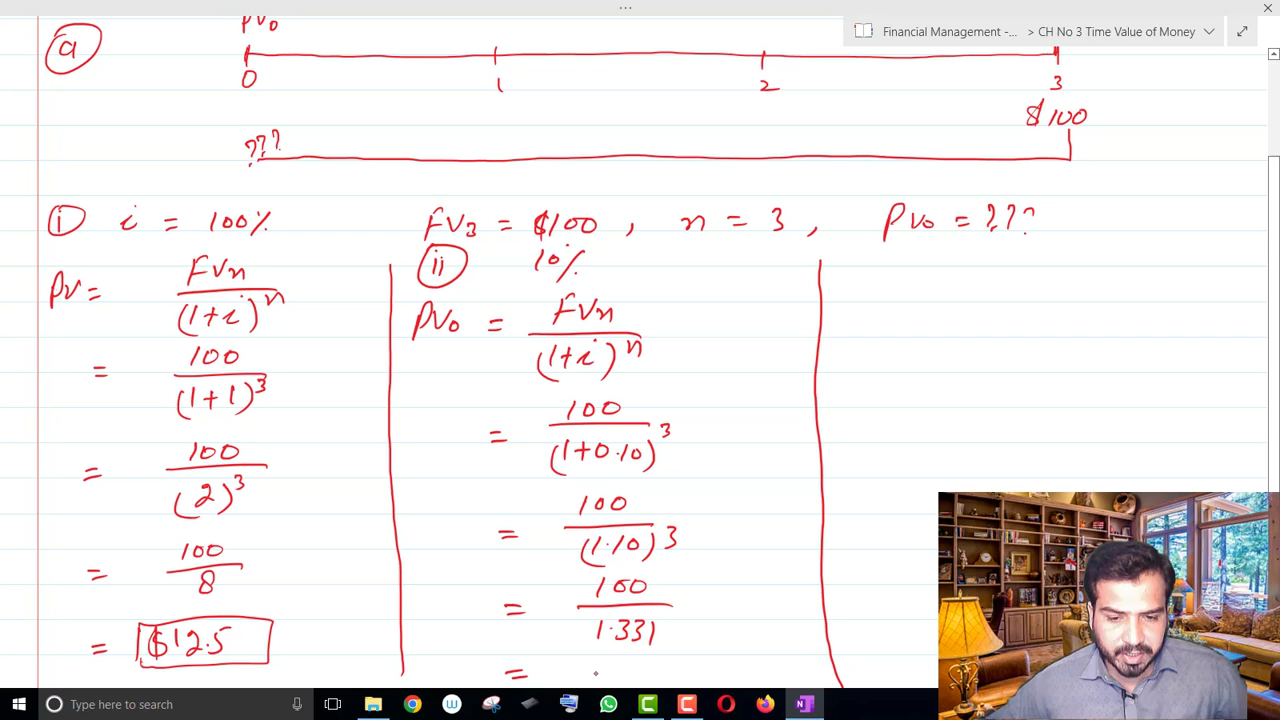 Financial Management -... > CH No 3 Time Value of Money
PV0
a
0 1 2 3
$100
???
i i = 100% FV3 = $100 , n = 3 , PV0 = ???
PV = FVn
(1+i)^n
= 100
(1+1)^3
= 100
(2)^3
= 100
8
= $12.5
ii 10%
PV0 = FVn
(1+i)^n
= 100
(1+0.10)^3
= 100
(1.10)^3
= 100
1.331
=
Type here to search